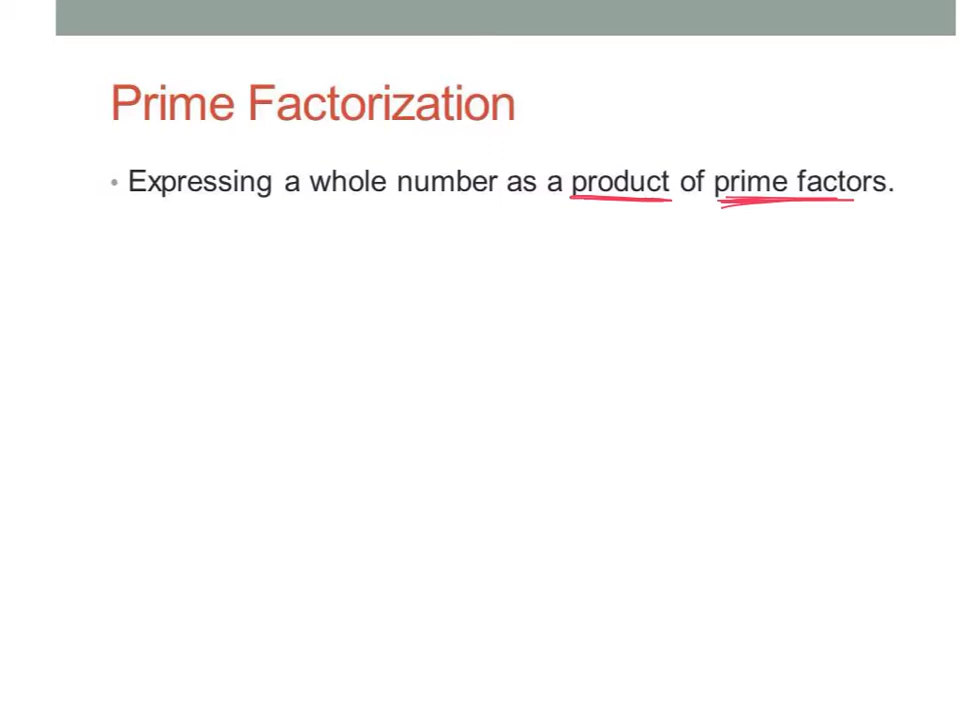 Prime Factorization
• Expressing a whole number as a product of prime factors.